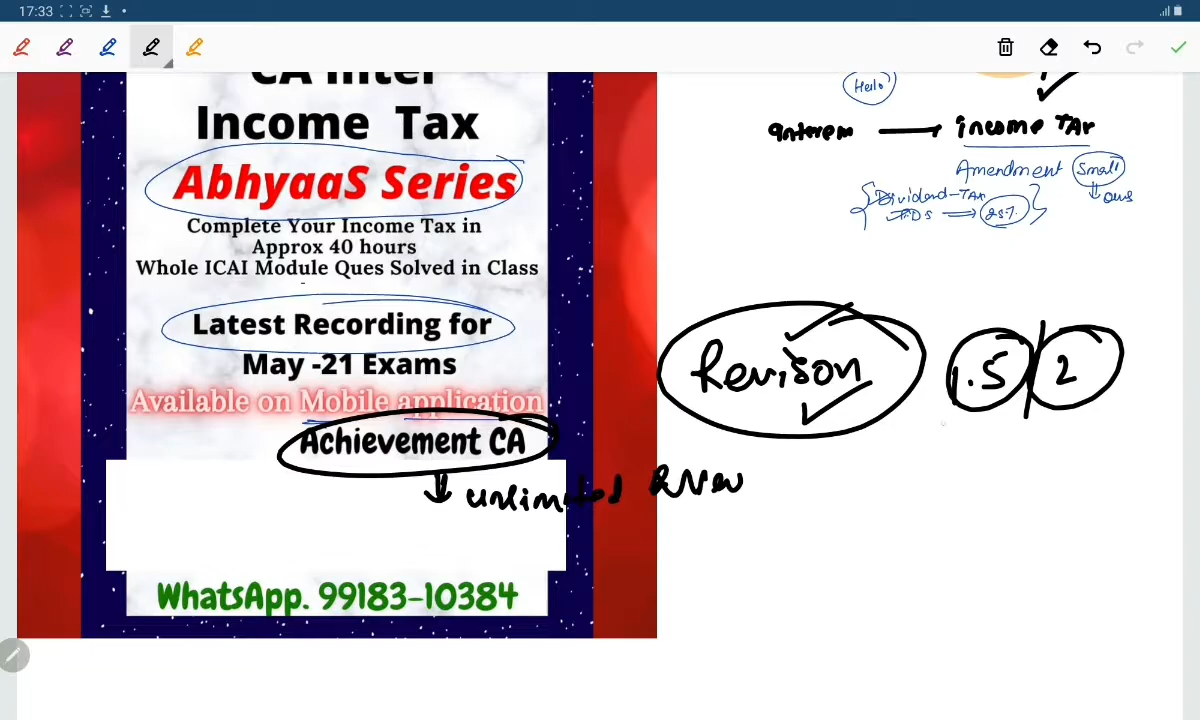 17:33
CA Inter
Income Tax
AbhyaaS Series
Complete Your Income Tax in
Approx 40 hours
Whole ICAI Module Ques Solved in Class
Latest Recording for
May -21 Exams
Available on Mobile application
Achievement CA
unlimited
WhatsApp. 99183-10384
Hello
income TAx
Amendment Small
Dividend-TAx
TDS
Revison 1.5 2